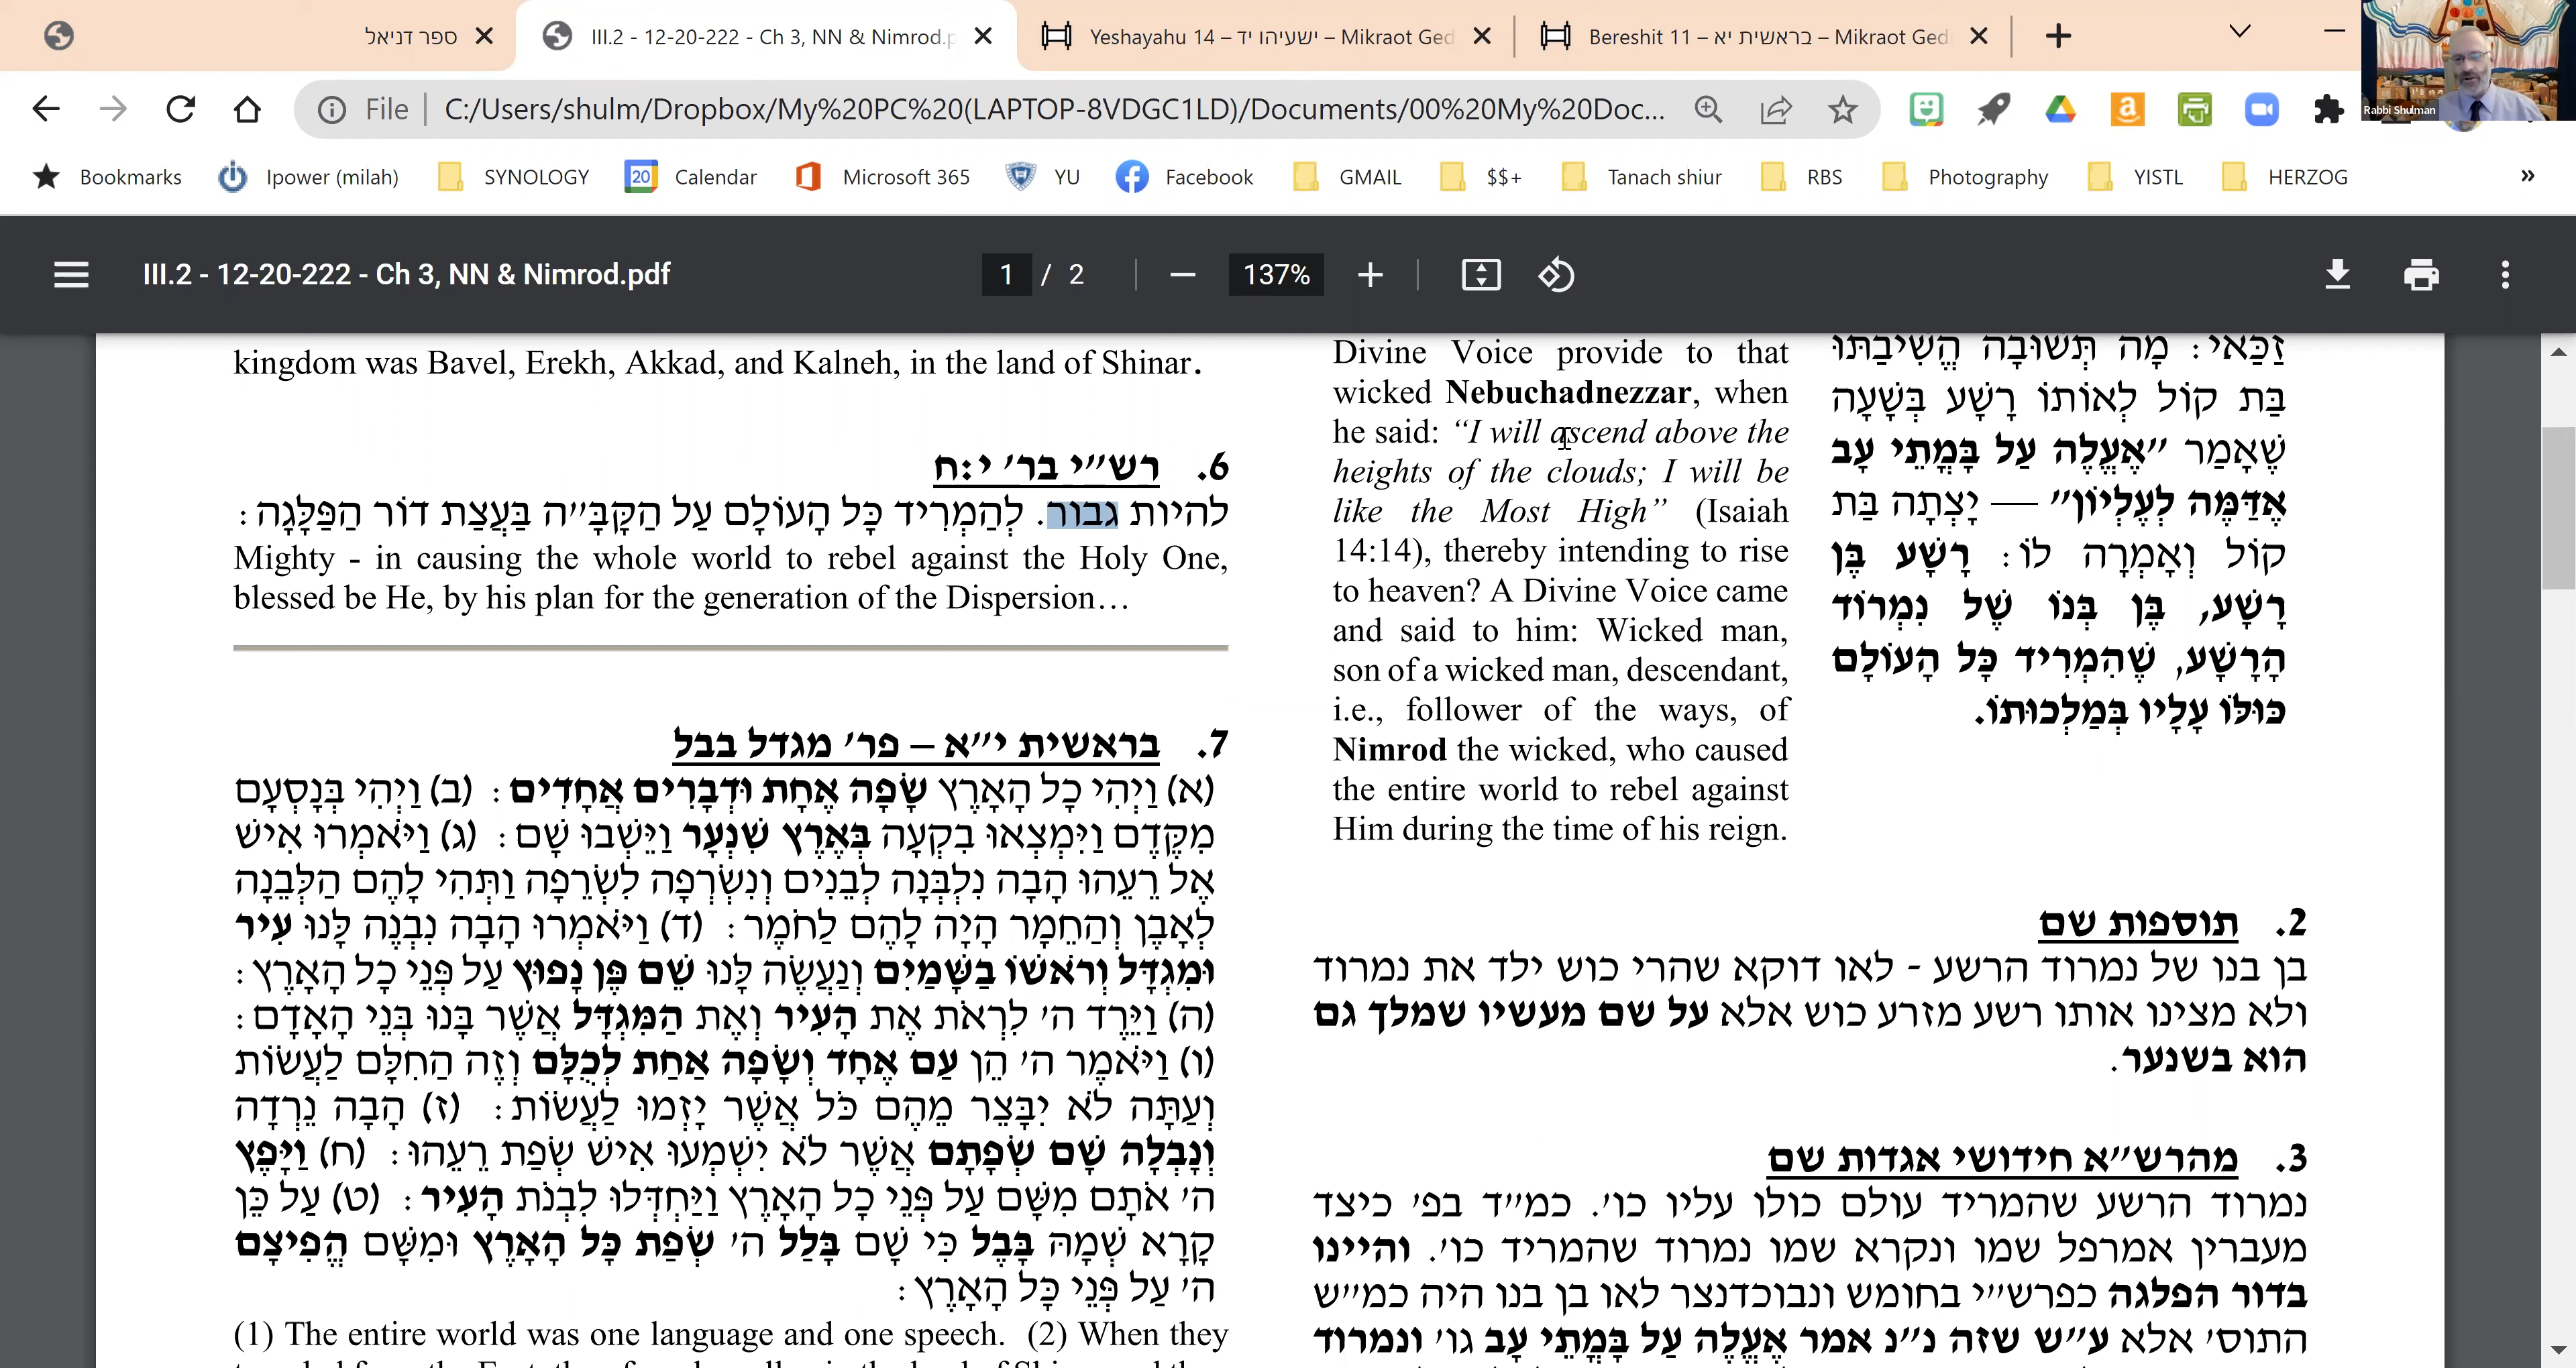 ספר דניאל
III.2 - 12-20-222 - Ch 3, NN & Nimrod.p
Yeshayahu 14 – ישעיהו יד – Mikraot Ged
Bereshit 11 – בראשית יא – Mikraot Ged
Rabbi Shulman
File
C:/Users/shulm/Dropbox/My%20PC%20(LAPTOP-8VDGC1LD)/Documents/00%20My%20Doc...
Bookmarks
Ipower (milah)
SYNOLOGY
20
Calendar
Microsoft 365
YU
Facebook
GMAIL
$$+
Tanach shiur
RBS
Photography
YISTL
HERZOG
»
III.2 - 12-20-222 - Ch 3, NN & Nimrod.pdf
1 / 2
137%
kingdom was Bavel, Erekh, Akkad, and Kalneh, in the land of Shinar.
6. רש״י בר׳ י:ח
להיות גבור. לְהַמְרִיד כָּל הָעוֹלָם עַל הַקָּבָּ״ה בַּעֲצַת דוֹר הַפַּלָּגָה:
Mighty - in causing the whole world to rebel against the Holy One,
blessed be He, by his plan for the generation of the Dispersion…
7. בראשית י״א – פר׳ מגדל בבל
(א) וַיְהִי כָל הָאָרֶץ שָׂפָה אֶחָת וּדְבָרִים אֲחָדִים: (ב) וַיְהִי בְּנָסְעָם
מִקֶּדֶם וַיִּמְצְאוּ בִקְעָה בְּאֶרֶץ שִׁנְעָר וַיֵּשְׁבוּ שָׁם: (ג) וַיֹּאמְרוּ אִישׁ
אֶל רֵעֵהוּ הָבָה נִלְבְּנָה לְבֵנִים וְנִשְׂרְפָה לִשְׂרֵפָה וַתְּהִי לָהֶם הַלְּבֵנָה
לְאָבֶן וְהַחֵמָר הָיָה לָהֶם לַחֹמֶר: (ד) וַיֹּאמְרוּ הָבָה נִבְנֶה לָּנוּ עִיר
וּמִגְדָּל וְרֹאשׁוֹ בַשָּׁמַיִם וְנַעֲשֶׂה לָּנוּ שֵׁם פֶּן נָפוּץ עַל פְּנֵי כָל הָאָרֶץ:
(ה) וַיֵּרֶד ה׳ לִרְאֹת אֶת הָעִיר וְאֶת הַמִּגְדָּל אֲשֶׁר בָּנוּ בְּנֵי הָאָדָם:
(ו) וַיֹּאמֶר ה׳ הֵן עַם אֶחָד וְשָׂפָה אַחַת לְכֻלָּם וְזֶה הַחִלָּם לַעֲשׂוֹת
וְעַתָּה לֹא יִבָּצֵר מֵהֶם כֹּל אֲשֶׁר יָזְמוּ לַעֲשׂוֹת: (ז) הָבָה נֵרְדָה
וְנָבְלָה שָׁם שְׂפָתָם אֲשֶׁר לֹא יִשְׁמְעוּ אִישׁ שְׂפַת רֵעֵהוּ: (ח) וַיָּפֶץ
ה׳ אֹתָם מִשָּׁם עַל פְּנֵי כָל הָאָרֶץ וַיַּחְדְּלוּ לִבְנֹת הָעִיר: (ט) עַל כֵּן
קָרָא שְׁמָהּ בָּבֶל כִּי שָׁם בָּלַל ה׳ שְׂפַת כָּל הָאָרֶץ וּמִשָּׁם הֱפִיצָם
ה׳ עַל פְּנֵי כָּל הָאָרֶץ:
(1) The entire world was one language and one speech. (2) When they
Divine Voice provide to that
wicked Nebuchadnezzar, when
he said: “I will ascend above the
heights of the clouds; I will be
like the Most High” (Isaiah
14:14), thereby intending to rise
to heaven? A Divine Voice came
and said to him: Wicked man,
son of a wicked man, descendant,
i.e., follower of the ways, of
Nimrod the wicked, who caused
the entire world to rebel against
Him during the time of his reign.
זַכַּאי: מָה תְּשׁוּבָה הֱשִׁיבַתּוּ
בַּת קוֹל לְאוֹתוֹ רָשָׁע בְּשָׁעָה
שֶׁאָמַר ״אֶעֱלֶה עַל בָּמֳתֵי עָב
אֶדַּמֶּה לְעֶלְיוֹן״ — יָצְתָה בַּת
קוֹל וְאָמְרָה לוֹ: רָשָׁע בֶּן
רָשָׁע, בֶּן בְּנוֹ שֶׁל נִמְרוֹד
הָרָשָׁע, שֶׁהִמְרִיד כָּל הָעוֹלָם
כּוּלּוֹ עָלָיו בְּמַלְכוּתוֹ.
2. תוספות שם
בן בנו של נמרוד הרשע - לאו דוקא שהרי כוש ילד את נמרוד
ולא מצינו אותו רשע מזרע כוש אלא על שם מעשיו שמלך גם
הוא בשנער.
3. מהרש״א חידושי אגדות שם
נמרוד הרשע שהמריד עולם כולו עליו כו׳. כמ״ד בפ׳ כיצד
מעברין אמרפל שמו ונקרא שמו נמרוד שהמריד כו׳. והיינו
בדור הפלגה כפרש״י בחומש ונבוכדנצר לאו בן בנו היה כמ״ש
התוס׳ אלא ע״ש שזה נ״נ אמר אֶעֱלֶה עַל בָּמֳתֵי עָב גו׳ ונמרוד